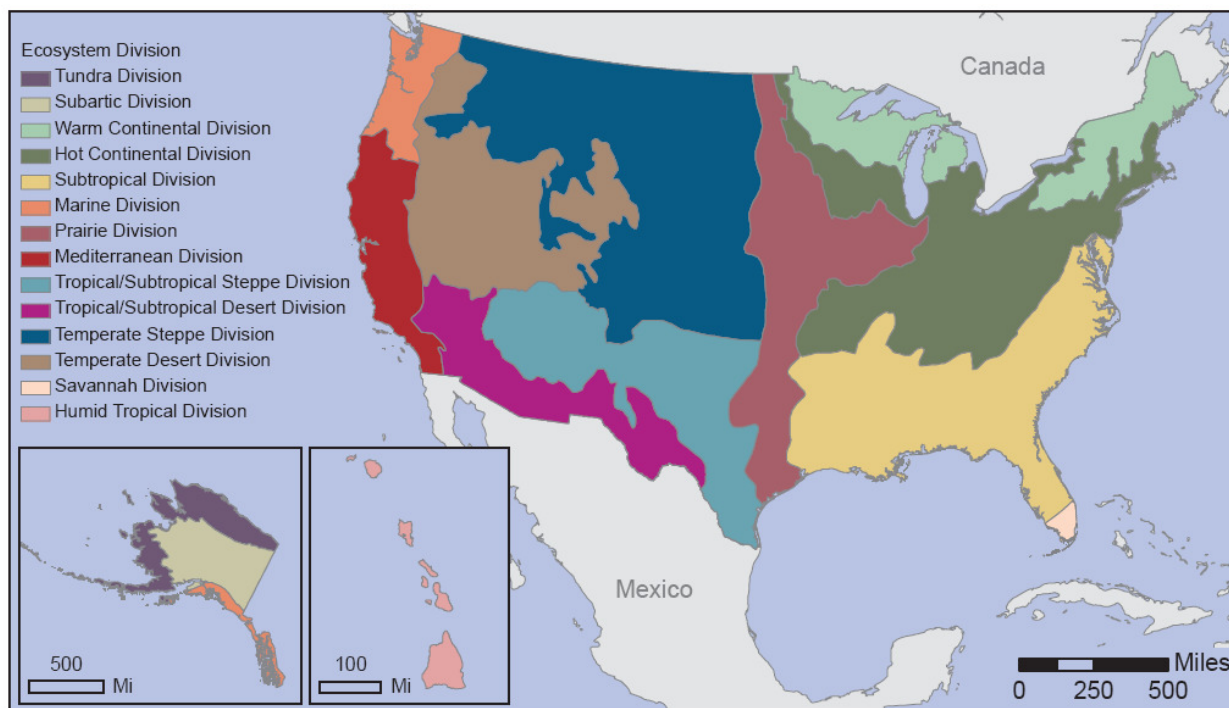 Ecosystem Division
Tundra Division
Subartic Division
Warm Continental Division
Hot Continental Division
Subtropical Division
Marine Division
Prairie Division
Mediterranean Division
Tropical/Subtropical Steppe Division
Tropical/Subtropical Desert Division
Temperate Steppe Division
Temperate Desert Division
Savannah Division
Humid Tropical Division
Canada
Mexico
500
Mi
100
Mi
Miles
0 250 500